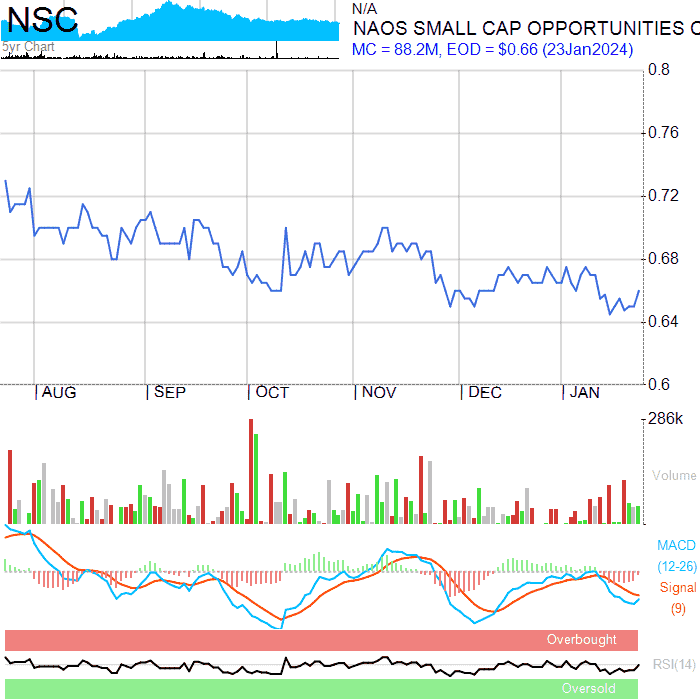 NSC
5yr Chart
N/A
NAOS SMALL CAP OPPORTUNITIES C
MC = 88.2M, EOD = $0.66 (23Jan2024)
0.8
0.76
0.72
0.68
0.64
0.6
AUG SEP OCT NOV DEC JAN
286k
Volume
MACD
(12-26)
Signal
(9)
Overbought
RSI(14)
Oversold